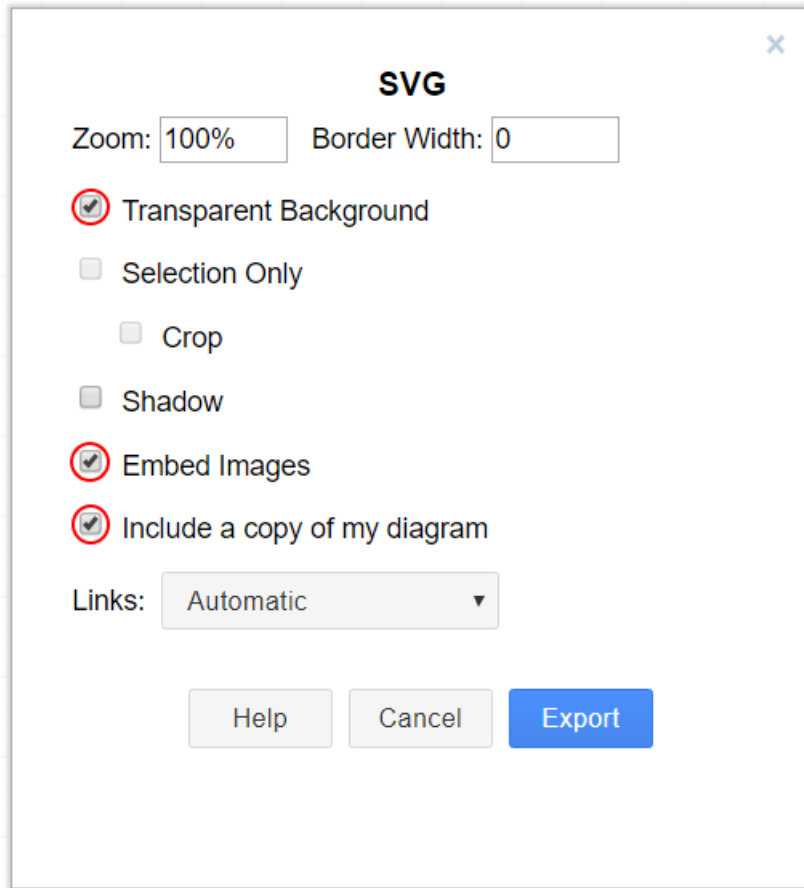 SVG
Zoom: 100% Border Width: 0
Transparent Background
Selection Only
Crop
Shadow
Embed Images
Include a copy of my diagram
Links: Automatic
Help Cancel Export